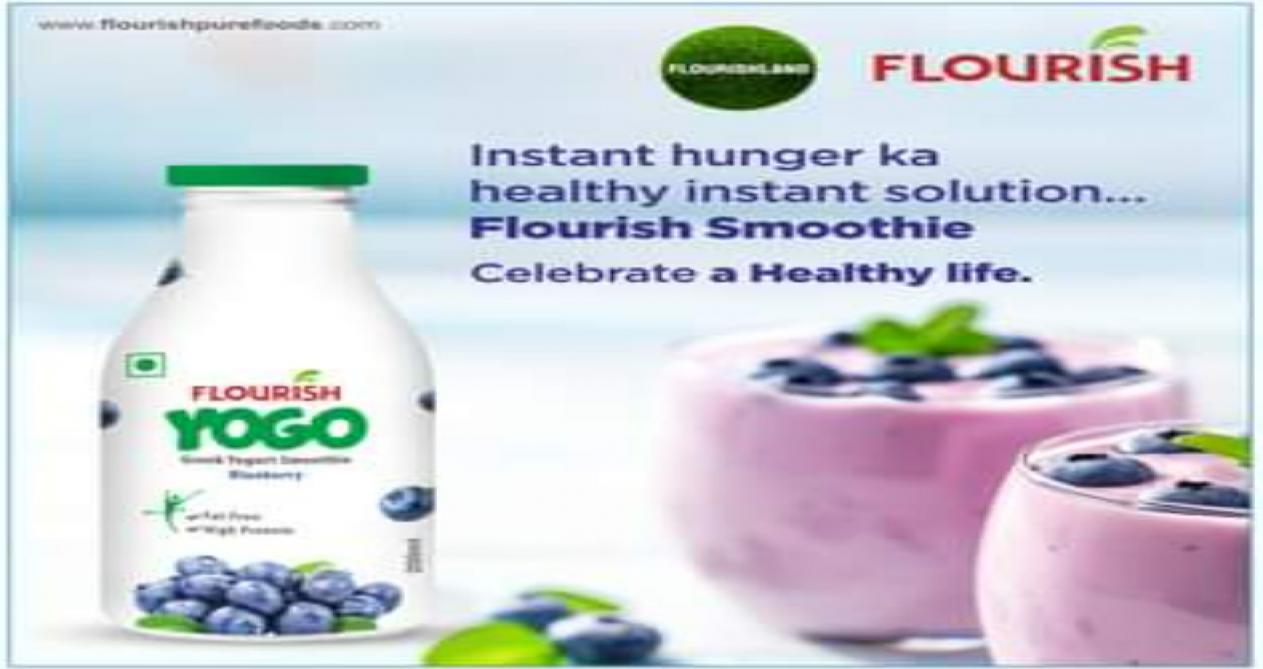 www.flourishpurefoods.com
FLOURISHLAND
FLOURISH
Instant hunger ka
healthy instant solution...
Flourish Smoothie
Celebrate a Healthy life.
FLOURISH
YOGO
Greek Yogurt Smoothie
Blueberry
Fat Free
High Protein